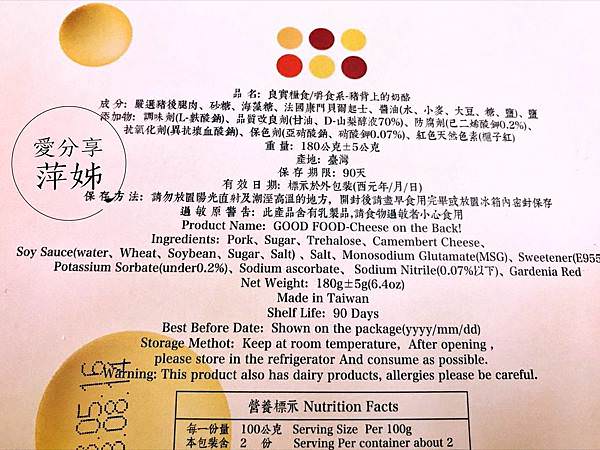 品 名: 良實糧食/嚼食系-豬背上的奶酪
成 分: 嚴選豬後腿肉、砂糖、海藻糖、法國康門貝爾起士、醬油(水、小麥、大豆、糖、鹽)、鹽
添加物: 調味劑(L-麩酸鈉)、品質改良劑(甘油、D-山梨醇液70%)、防腐劑(己二烯酸鉀0.2%)、
抗氧化劑(異抗壞血酸鈉)、保色劑(亞硝酸鈉、硝酸鉀0.07%)、紅色天然色素(梔子紅)
重 量: 180公克±5公克
產地: 臺灣
保 存 期 限: 90天
有 效 日 期: 標示於外包裝(西元年/月/日)
保 存 方 法: 請勿放置陽光直射及潮溼高溫的地方, 開封後請盡早食用完畢或放置冰箱內密封保存
過 敏 原 警 告: 此產品含有乳製品,請食物過敏者小心食用
愛分享
萍姊
Product Name: GOOD FOOD-Cheese on the Back!
Ingredients: Pork、Sugar、Trehalose、Camembert Cheese、
Soy Sauce(water、Wheat、Soybean、Sugar、Salt) 、Salt、Monosodium Glutamate(MSG)、Sweetener(E955
Potassium Sorbate(under0.2%)、Sodium ascorbate、 Sodium Nitrile(0.07%以下)、Gardenia Red
Net Weight: 180g±5g(6.4oz)
Made in Taiwan
Shelf Life: 90 Days
Best Before Date: Shown on the package(yyyy/mm/dd)
Storage Methot: Keep at room temperature, After opening ,
please store in the refrigerator And consume as possible.
Warning: This product also has dairy products, allergies please be careful.
8.05.16
8.08.14
營養標示 Nutrition Facts
每一份量 100公克 Serving Size Per 100g
本包裝含 2 份 Serving Per container about 2